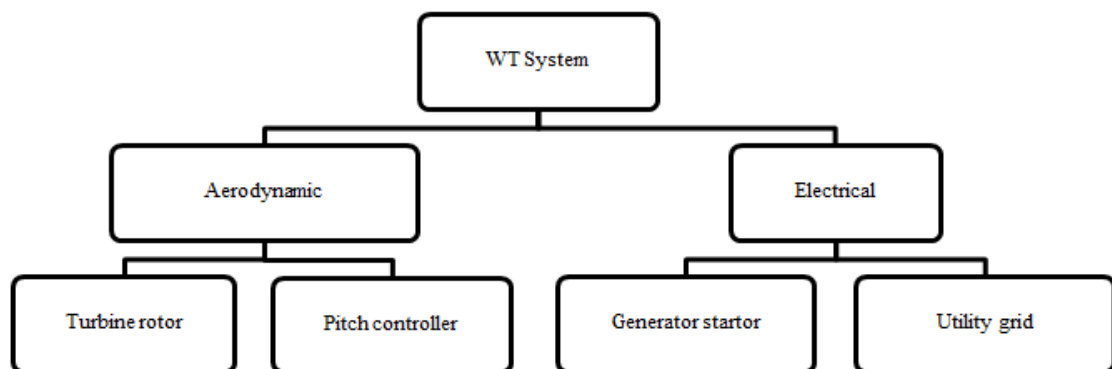 WT System
Aerodynamic
Electrical
Turbine rotor
Pitch controller
Generator startor
Utility grid